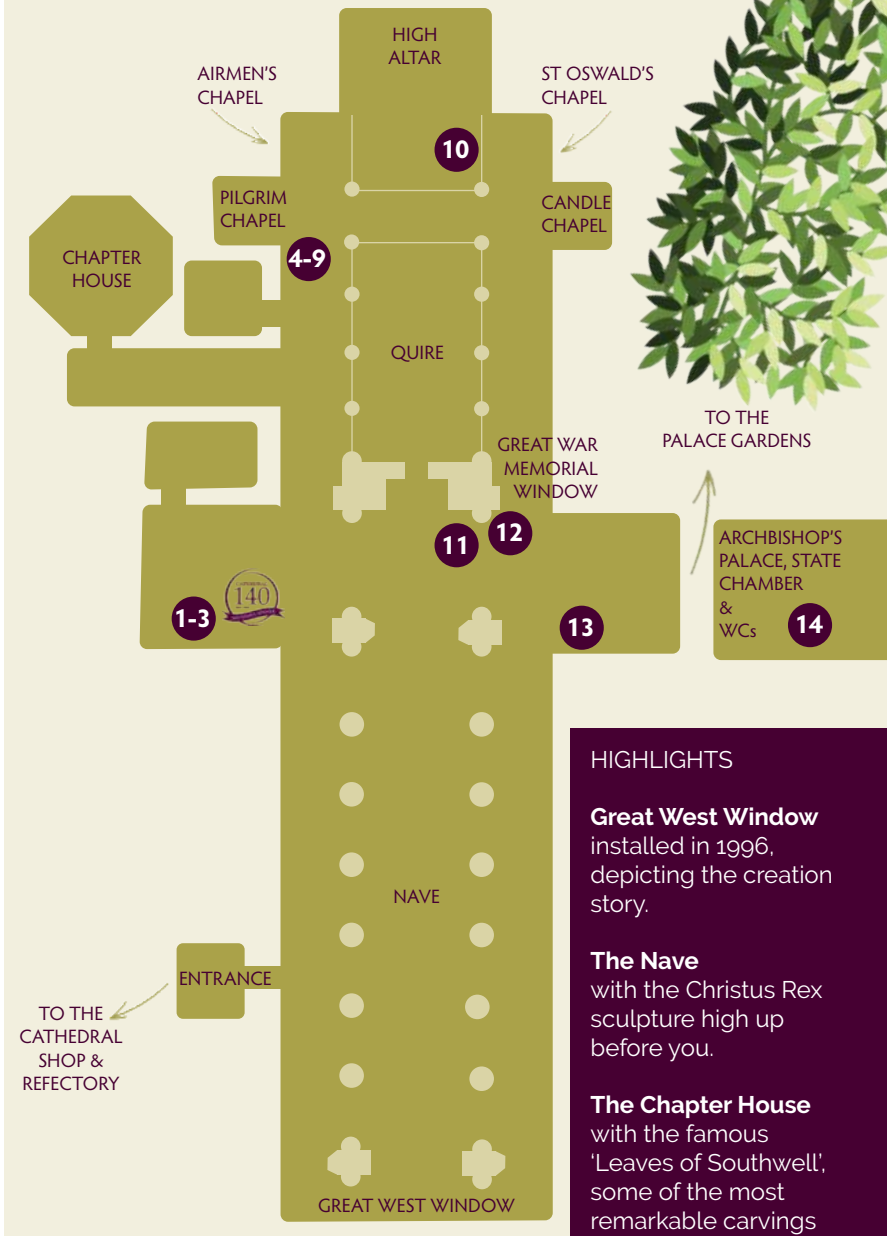 HIGH
ALTAR
AIRMEN'S
CHAPEL
ST OSWALD'S
CHAPEL
10
PILGRIM
CHAPEL
CANDLE
CHAPEL
4-9
CHAPTER
HOUSE
QUIRE
TO THE
PALACE GARDENS
GREAT WAR
MEMORIAL
WINDOW
11
12
ARCHBISHOP'S
PALACE, STATE
CHAMBER
&
WCs
14
1-3
140
13
NAVE
ENTRANCE
TO THE
CATHEDRAL
SHOP &
REFECTORY
GREAT WEST WINDOW
HIGHLIGHTS
Great West Window
installed in 1996,
depicting the creation
story.
The Nave
with the Christus Rex
sculpture high up
before you.
The Chapter House
with the famous
‘Leaves of Southwell’,
some of the most
remarkable carvings